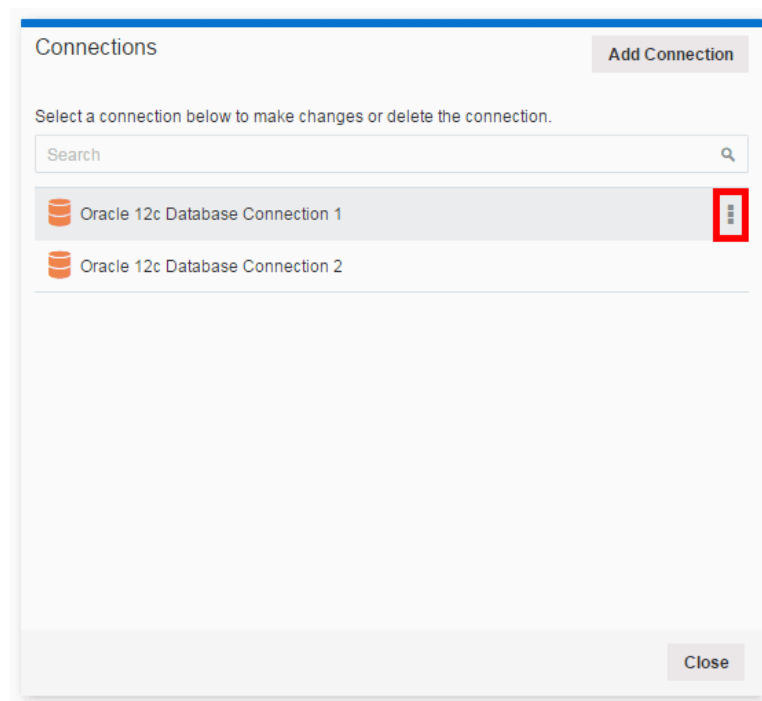 Connections
Add Connection
Select a connection below to make changes or delete the connection.
Search
Oracle 12c Database Connection 1
Oracle 12c Database Connection 2
Close